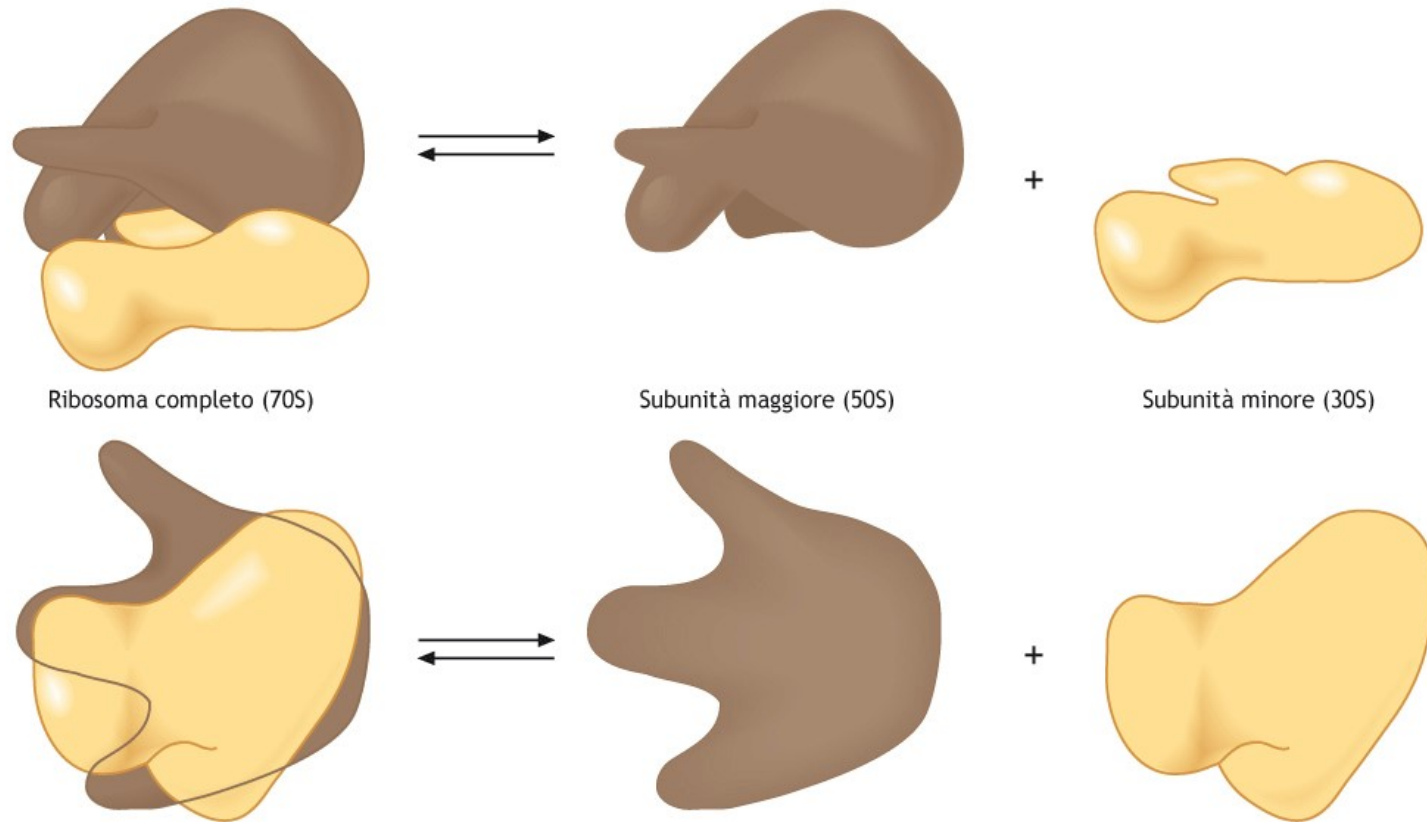 +
Ribosoma completo (70S)
Subunità maggiore (50S)
Subunità minore (30S)
+